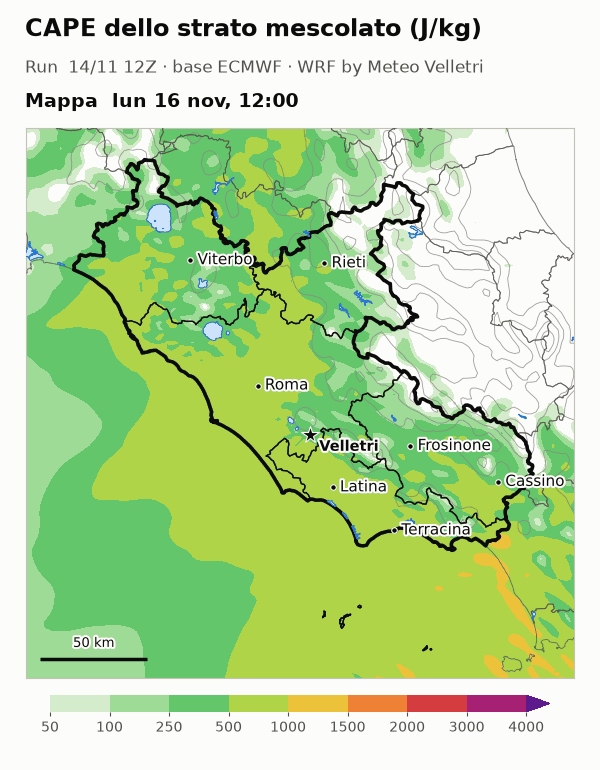 CAPE dello strato mescolato (J/kg)
Run 14/11 12Z · base ECMWF · WRF by Meteo Velletri
Mappa lun 16 nov, 12:00
Viterbo
Rieti
Roma
Velletri
Frosinone
Latina
Cassino
Terracina
50 km
50 100 250 500 1000 1500 2000 3000 4000